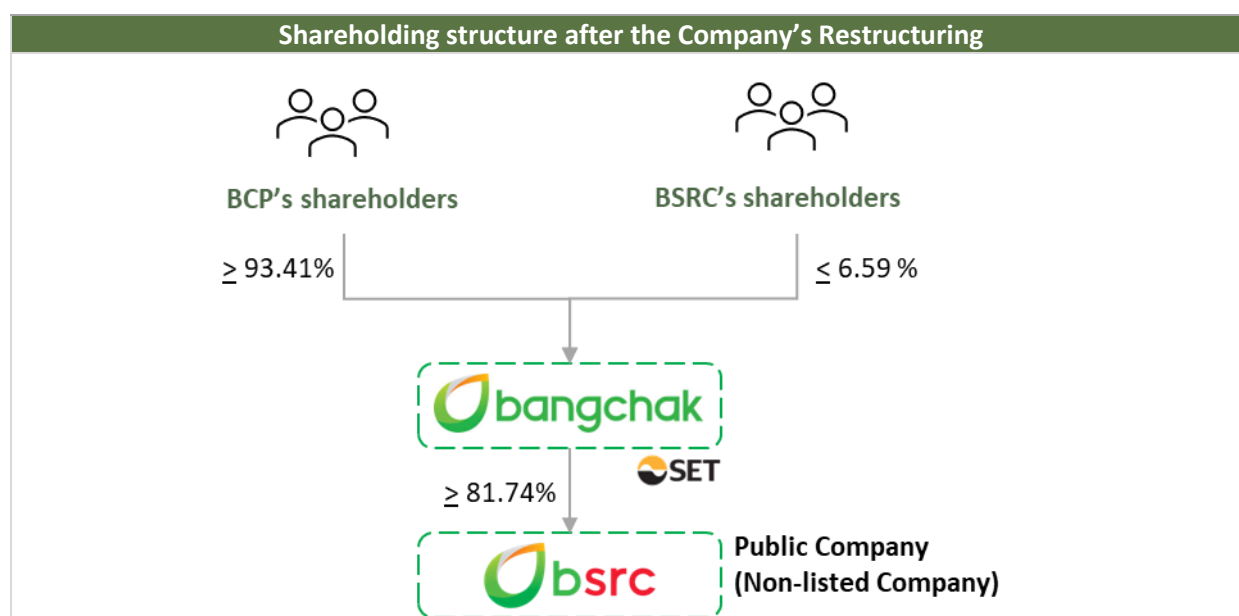 Shareholding structure after the Company’s Restructuring
BCP’s shareholders
BSRC’s shareholders
≥ 93.41%
≤ 6.59 %
bangchak
SET
≥ 81.74%
bsrc
Public Company
(Non-listed Company)